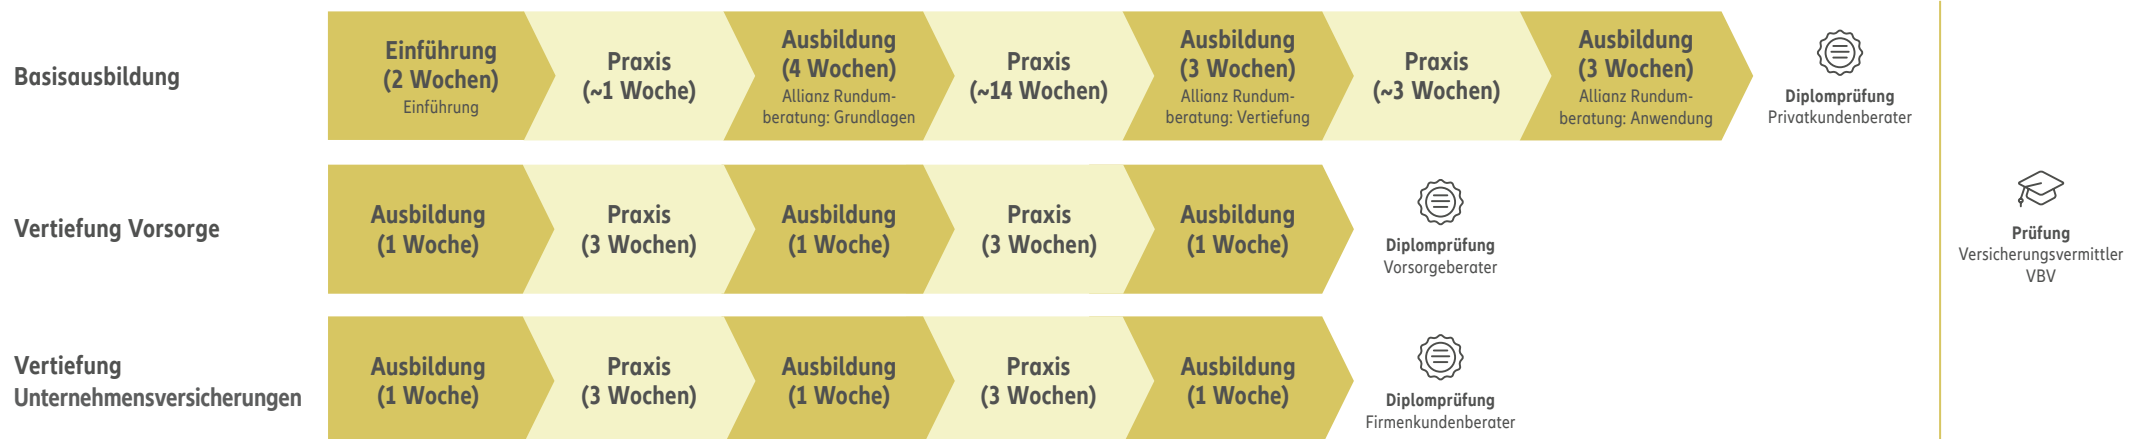 Basisausbildung
Einführung
(2 Wochen)
Einführung
Praxis
(~1 Woche)
Ausbildung
(4 Wochen)
Allianz Rundum-
beratung: Grundlagen
Praxis
(~14 Wochen)
Ausbildung
(3 Wochen)
Allianz Rundum-
beratung: Vertiefung
Praxis
(~3 Wochen)
Ausbildung
(3 Wochen)
Allianz Rundum-
beratung: Anwendung
Diplomprüfung
Privatkundenberater
Vertiefung Vorsorge
Ausbildung
(1 Woche)
Praxis
(3 Wochen)
Ausbildung
(1 Woche)
Praxis
(3 Wochen)
Ausbildung
(1 Woche)
Diplomprüfung
Vorsorgeberater
Vertiefung
Unternehmensversicherungen
Ausbildung
(1 Woche)
Praxis
(3 Wochen)
Ausbildung
(1 Woche)
Praxis
(3 Wochen)
Ausbildung
(1 Woche)
Diplomprüfung
Firmenkundenberater
Prüfung
Versicherungsvermittler
VBV